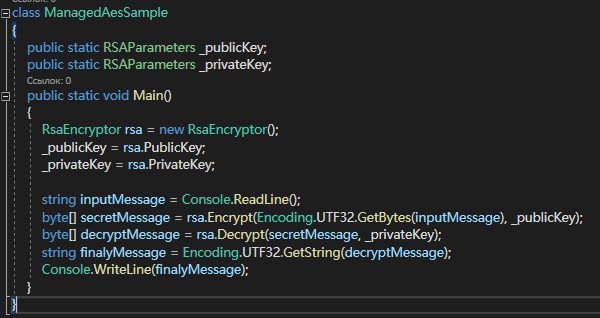 class ManagedAesSample
{
public static RSAParameters _publicKey;
public static RSAParameters _privateKey;
Ссылок: 0
public static void Main()
{
RsaEncryptor rsa = new RsaEncryptor();
_publicKey = rsa.PublicKey;
_privateKey = rsa.PrivateKey;
string inputMessage = Console.ReadLine();
byte[] secretMessage = rsa.Encrypt(Encoding.UTF32.GetBytes(inputMessage), _publicKey);
byte[] decryptMessage = rsa.Decrypt(secretMessage, _privateKey);
string finalyMessage = Encoding.UTF32.GetString(decryptMessage);
Console.WriteLine(finalyMessage);
}
}